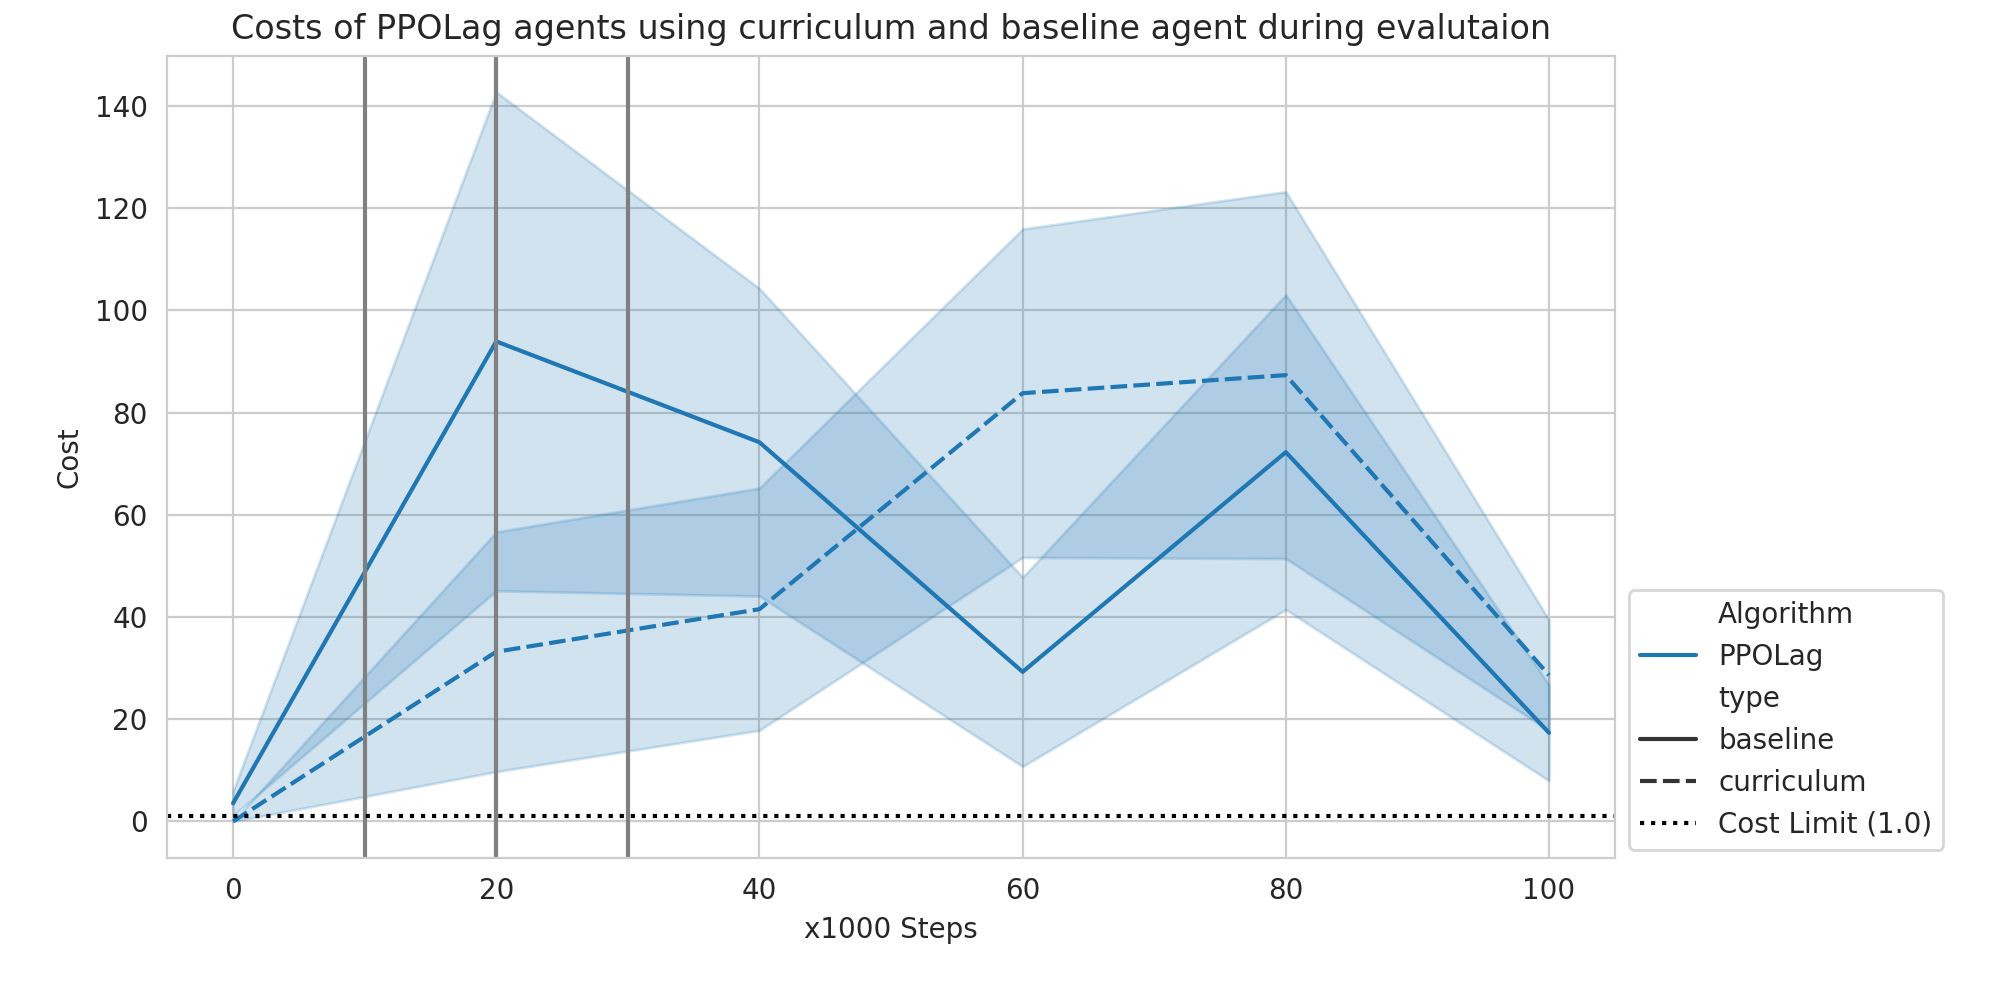 Costs of PPOLag agents using curriculum and baseline agent during evalutaion
140
120
100
80
60
40
20
0
Cost
0 20 40 60 80 100
x1000 Steps
Algorithm
PPOLag
type
baseline
curriculum
Cost Limit (1.0)